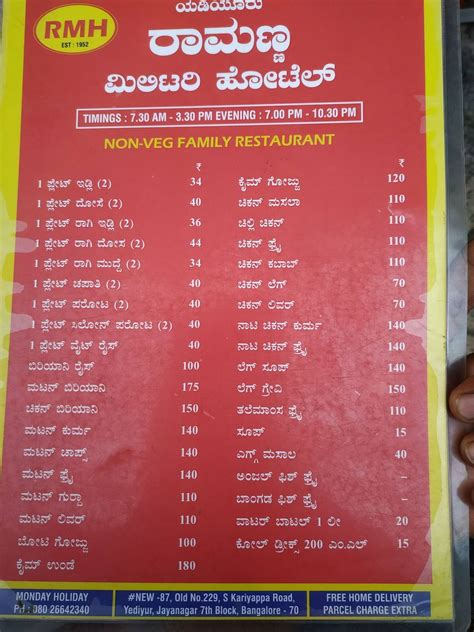 ಯಡಿಯೂರು
RMH
EST : 1952
ರಾಮಣ್ಣ
ಮಿಲಿಟರಿ ಹೋಟೆಲ್
TIMINGS : 7.30 AM - 3.30 PM EVENING : 7.00 PM - 10.30 PM
NON-VEG FAMILY RESTAURANT
₹
1 ಪ್ಲೇಟ್ ಇಡ್ಲಿ (2) 34
1 ಪ್ಲೇಟ್ ದೋಸೆ (2) 40
1 ಪ್ಲೇಟ್ ರಾಗಿ ಇಡ್ಲಿ (2) 36
1 ಪ್ಲೇಟ್ ರಾಗಿ ದೋಸ (2) 44
1 ಪ್ಲೇಟ್ ರಾಗಿ ಮುದ್ದೆ (2) 34
1 ಪ್ಲೇಟ್ ಚಪಾತಿ (2) 40
1 ಪ್ಲೇಟ್ ಪರೋಟ (2) 40
1 ಪ್ಲೇಟ್ ಸಿಲೋನ್ ಪರೋಟ (2) 40
1 ಪ್ಲೇಟ್ ವೈಟ್ ರೈಸ್ 40
ಬಿರಿಯಾನಿ ರೈಸ್ 100
ಮಟನ್ ಬಿರಿಯಾನಿ 175
ಚಿಕನ್ ಬಿರಿಯಾನಿ 150
ಮಟನ್ ಕುರ್ಮ 140
ಮಟನ್ ಚಾಪ್ಸ್ 140
ಮಟನ್ ಫ್ರೈ 140
ಮಟನ್ ಗುರ್ದಾ 110
ಮಟನ್ ಲಿವರ್ 110
ಬೋಟಿ ಗೊಜ್ಜು 100
ಕೈಮ್ ಉಂಡೆ 180
₹
ಕೈಮ್ ಗೊಜ್ಜು 120
ಚಿಕನ್ ಮಸಲಾ 110
ಚಿಲ್ಲಿ ಚಿಕನ್ 110
ಚಿಕನ್ ಫ್ರೈ 110
ಚಿಕನ್ ಕಬಾಬ್ 110
ಚಿಕನ್ ಲೆಗ್ 70
ಚಿಕನ್ ಲಿವರ್ 70
ನಾಟಿ ಚಿಕನ್ ಕುರ್ಮ 140
ನಾಟಿ ಚಿಕನ್ ಫ್ರೈ 140
ಲೆಗ್ ಸೂಪ್ 140
ಲೆಗ್ ಗ್ರೇವಿ 150
ತಲೆಮಾಂಸ ಫ್ರೈ 110
ಸೂಪ್ 15
ಎಗ್ಗ್ ಮಸಾಲ 40
ಅಂಜಲ್ ಫಿಶ್ ಫ್ರೈ –
ಬಾಂಗಡ ಫಿಶ್ ಫ್ರೈ –
ವಾಟರ್ ಬಾಟಲ್ 1 ಲೀ 20
ಕೋಲ್ ಡ್ರೀಕ್ಸ್ 200 ಎಂ.ಎಲ್ 15
MONDAY HOLIDAY
PH : 080 26642340
#NEW -87, Old No.229, S Kariyappa Road,
Yediyur, Jayanagar 7th Block, Bangalore - 70
FREE HOME DELIVERY
PARCEL CHARGE EXTRA